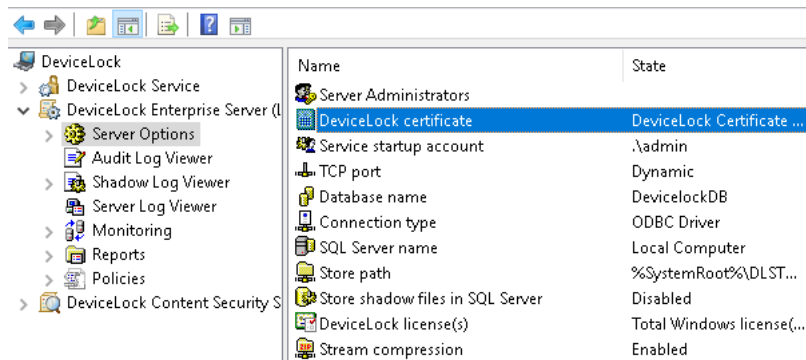 DeviceLock
DeviceLock Service
DeviceLock Enterprise Server (L
Server Options
Audit Log Viewer
Shadow Log Viewer
Server Log Viewer
Monitoring
Reports
Policies
DeviceLock Content Security S
Name State
Server Administrators
DeviceLock certificate DeviceLock Certificate ...
Service startup account .\admin
TCP port Dynamic
Database name DevicelockDB
Connection type ODBC Driver
SQL Server name Local Computer
Store path %SystemRoot%\DLST...
Store shadow files in SQL Server Disabled
DeviceLock license(s) Total Windows license(...
Stream compression Enabled